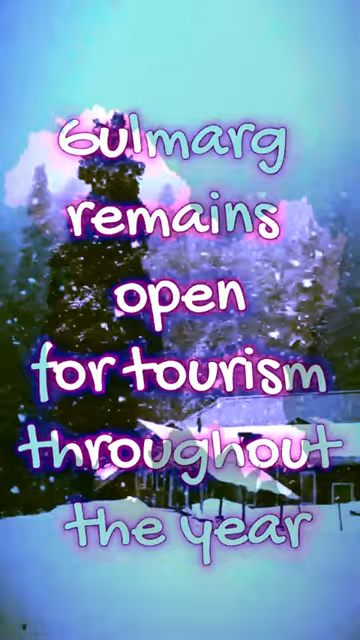 Gulmarg
remains
open
for tourism
throughout
the year